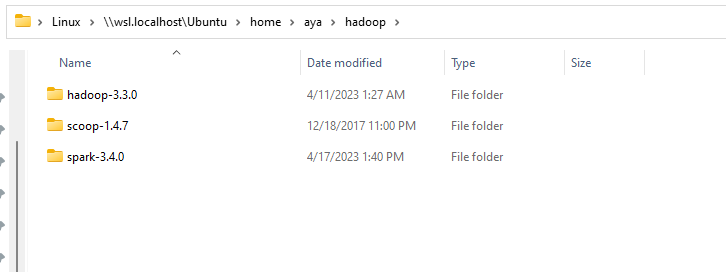 Linux > \\wsl.localhost\Ubuntu > home > aya > hadoop >
Name Date modified Type Size
hadoop-3.3.0 4/11/2023 1:27 AM File folder
scoop-1.4.7 12/18/2017 11:00 PM File folder
spark-3.4.0 4/17/2023 1:40 PM File folder